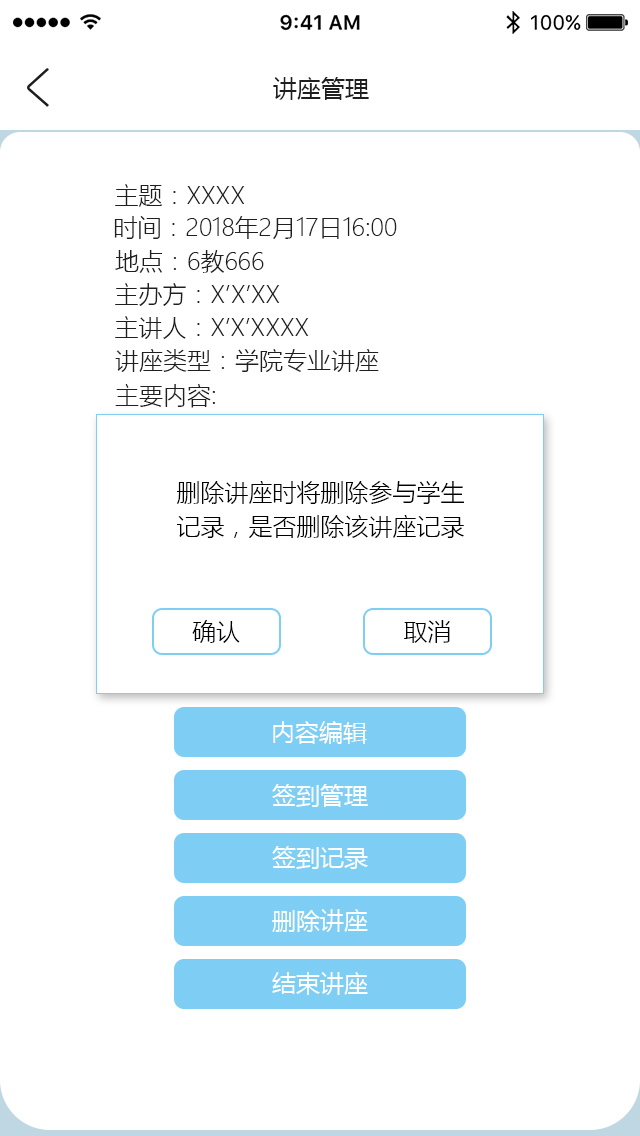 9:41 AM
100%
讲座管理
主题：XXXX
时间：2018年2月17日16:00
地点：6教666
主办方：X'X'XX
主讲人：X'X'XXXX
讲座类型：学院专业讲座
主要内容:
删除讲座时将删除参与学生
记录，是否删除该讲座记录
确认
取消
内容编辑
签到管理
签到记录
删除讲座
结束讲座